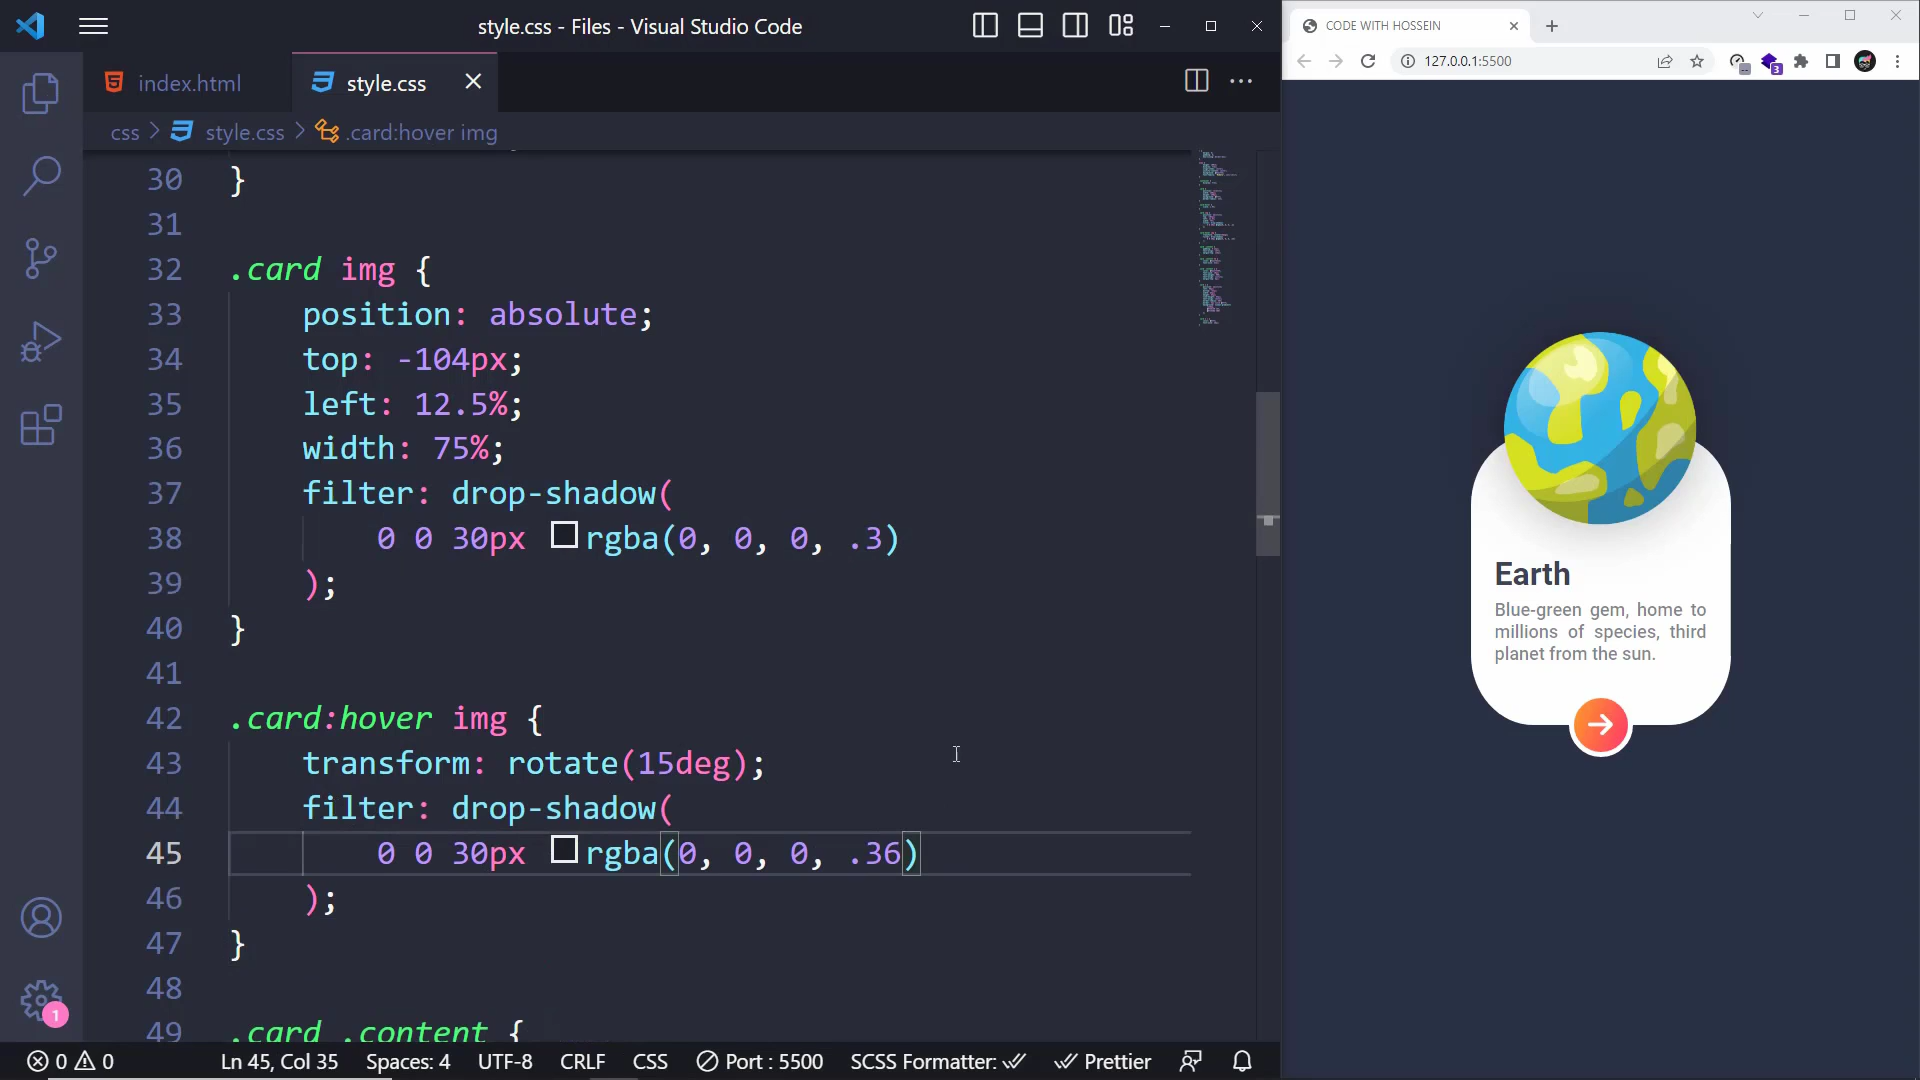 style.css - Files - Visual Studio Code
index.html
style.css
css > style.css > .card:hover img
30 }
31
32 .card img {
33 position: absolute;
34 top: -104px;
35 left: 12.5%;
36 width: 75%;
37 filter: drop-shadow(
38 0 0 30px rgba(0, 0, 0, .3)
39 );
40 }
41
42 .card:hover img {
43 transform: rotate(15deg);
44 filter: drop-shadow(
45 0 0 30px rgba(0, 0, 0, .36)
46 );
47 }
48
49 .card .content {
1
0 0 Ln 45, Col 35 Spaces: 4 UTF-8 CRLF CSS Port : 5500 SCSS Formatter: Prettier
CODE WITH HOSSEIN
127.0.0.1:5500
3
Earth
Blue-green gem, home to
millions of species, third
planet from the sun.